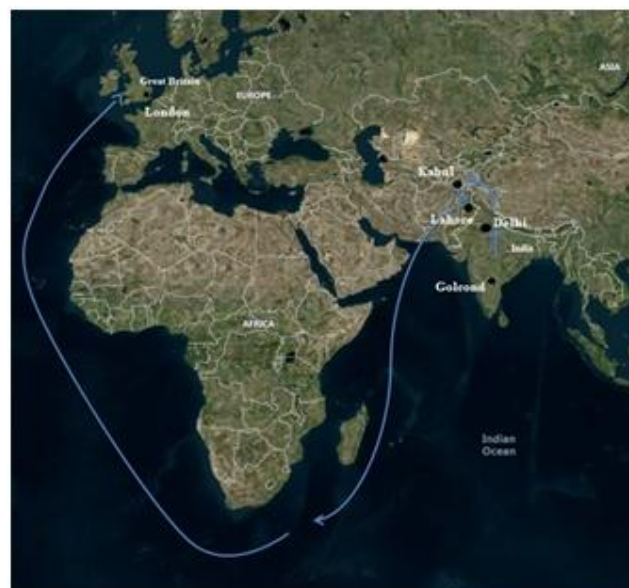 ASIA
Great Britain
EUROPE
London
Kabul
Lahore
Delhi
India
Golcond
AFRICA
Indian
Ocean